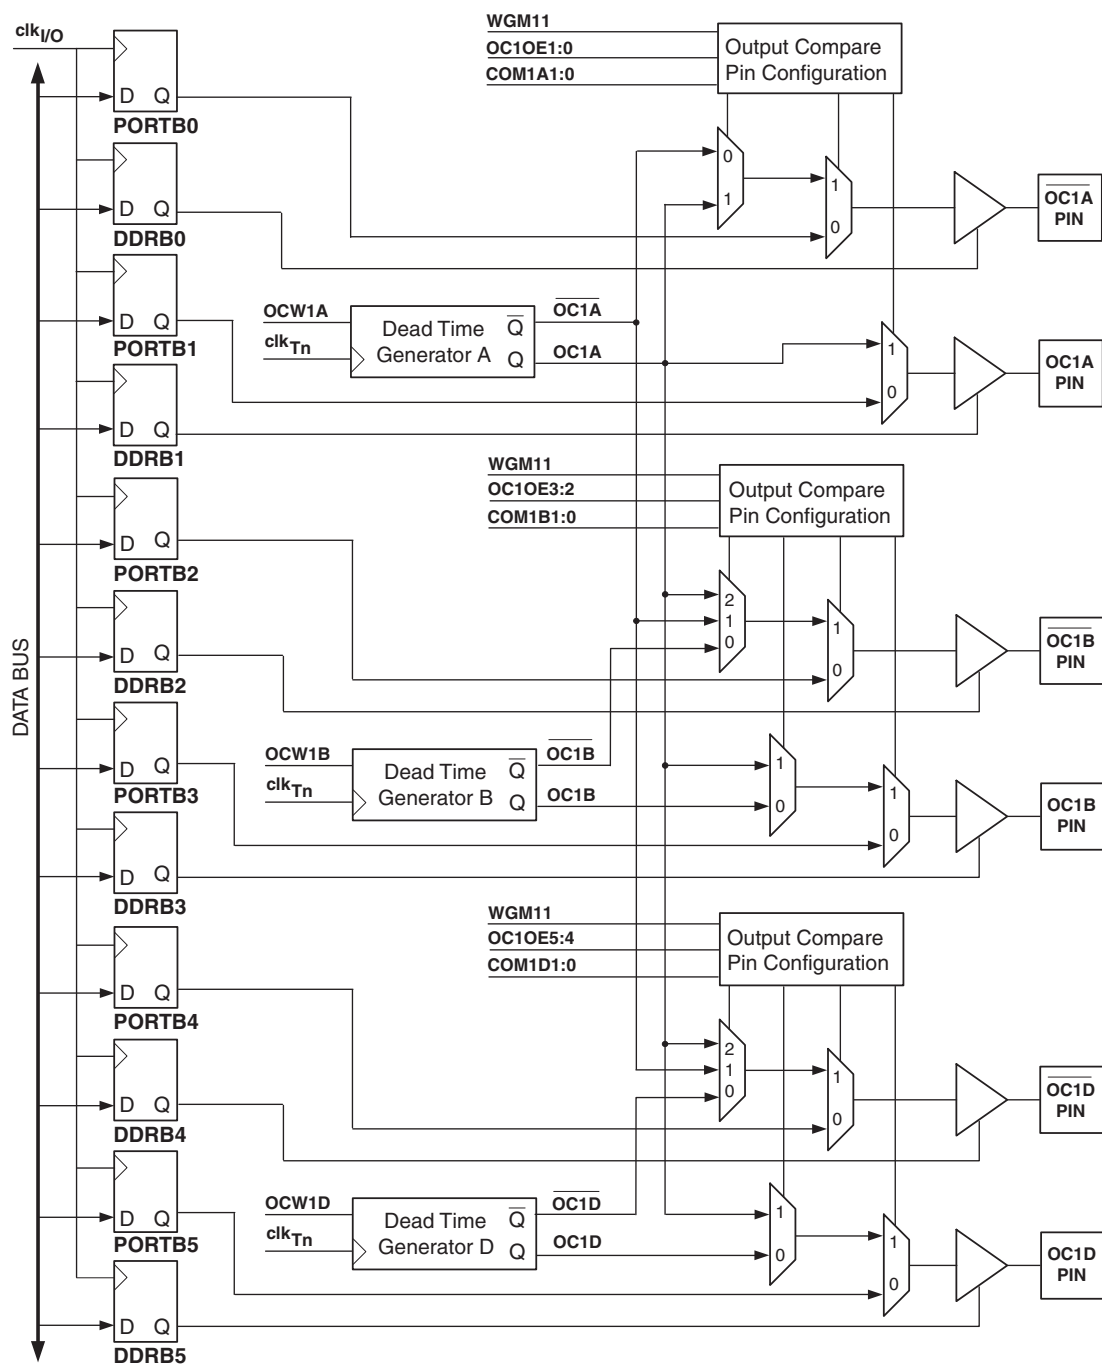 clkI/O
D Q
PORTB0
D Q
DDRB0
D Q
PORTB1
D Q
DDRB1
D Q
PORTB2
D Q
DDRB2
D Q
PORTB3
D Q
DDRB3
D Q
PORTB4
D Q
DDRB4
D Q
PORTB5
D Q
DDRB5
DATA BUS
WGM11
OC1OE1:0
COM1A1:0
Output Compare
Pin Configuration
0
1
1
0
OC1A
PIN
OCW1A
clkTn
Dead Time
Generator A
Q
Q
OC1A
OC1A
1
0
OC1A
PIN
WGM11
OC1OE3:2
COM1B1:0
Output Compare
Pin Configuration
2
1
0
1
0
OC1B
PIN
OCW1B
clkTn
Dead Time
Generator B
Q
Q
OC1B
OC1B
1
0
1
0
OC1B
PIN
WGM11
OC1OE5:4
COM1D1:0
Output Compare
Pin Configuration
2
1
0
1
0
OC1D
PIN
OCW1D
clkTn
Dead Time
Generator D
Q
Q
OC1D
OC1D
1
0
1
0
OC1D
PIN